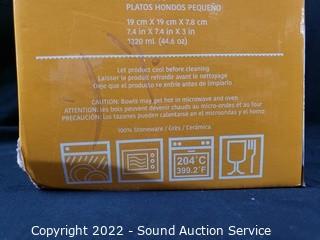 PLATOS HONDOS PEQUEÑO
19 cm X 19 cm X 7.8 cm
7.4 in X 7.4 in X 3 in
1320 ml (44.6 oz)
Let product cool before cleaning
Laisser le produit refroidir avant le nettoyage
Deje que el producto se enfríe antes de limpiarlo
CAUTION: Bowls may get hot in microwave and oven
ATTENTION: Les bols peuvent devenir chauds au micro-ondes et au four
PRECAUCIÓN: Los tazones pueden calentarse en el microondas y el horno
100% Stoneware / Grès / Cerámica
204°C
399.2°F
Copyright 2022 - Sound Auction Service